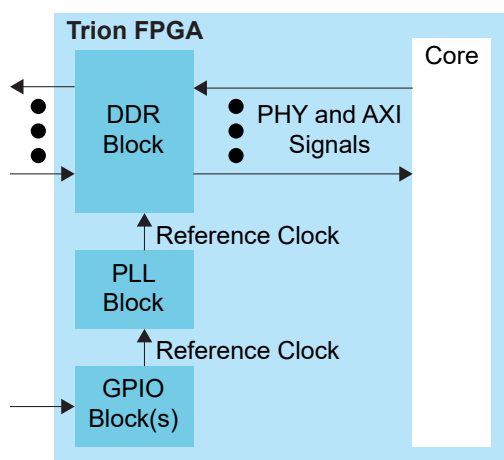 Trion FPGA
Core
DDR
Block
PHY and AXI
Signals
Reference Clock
PLL
Block
Reference Clock
GPIO
Block(s)